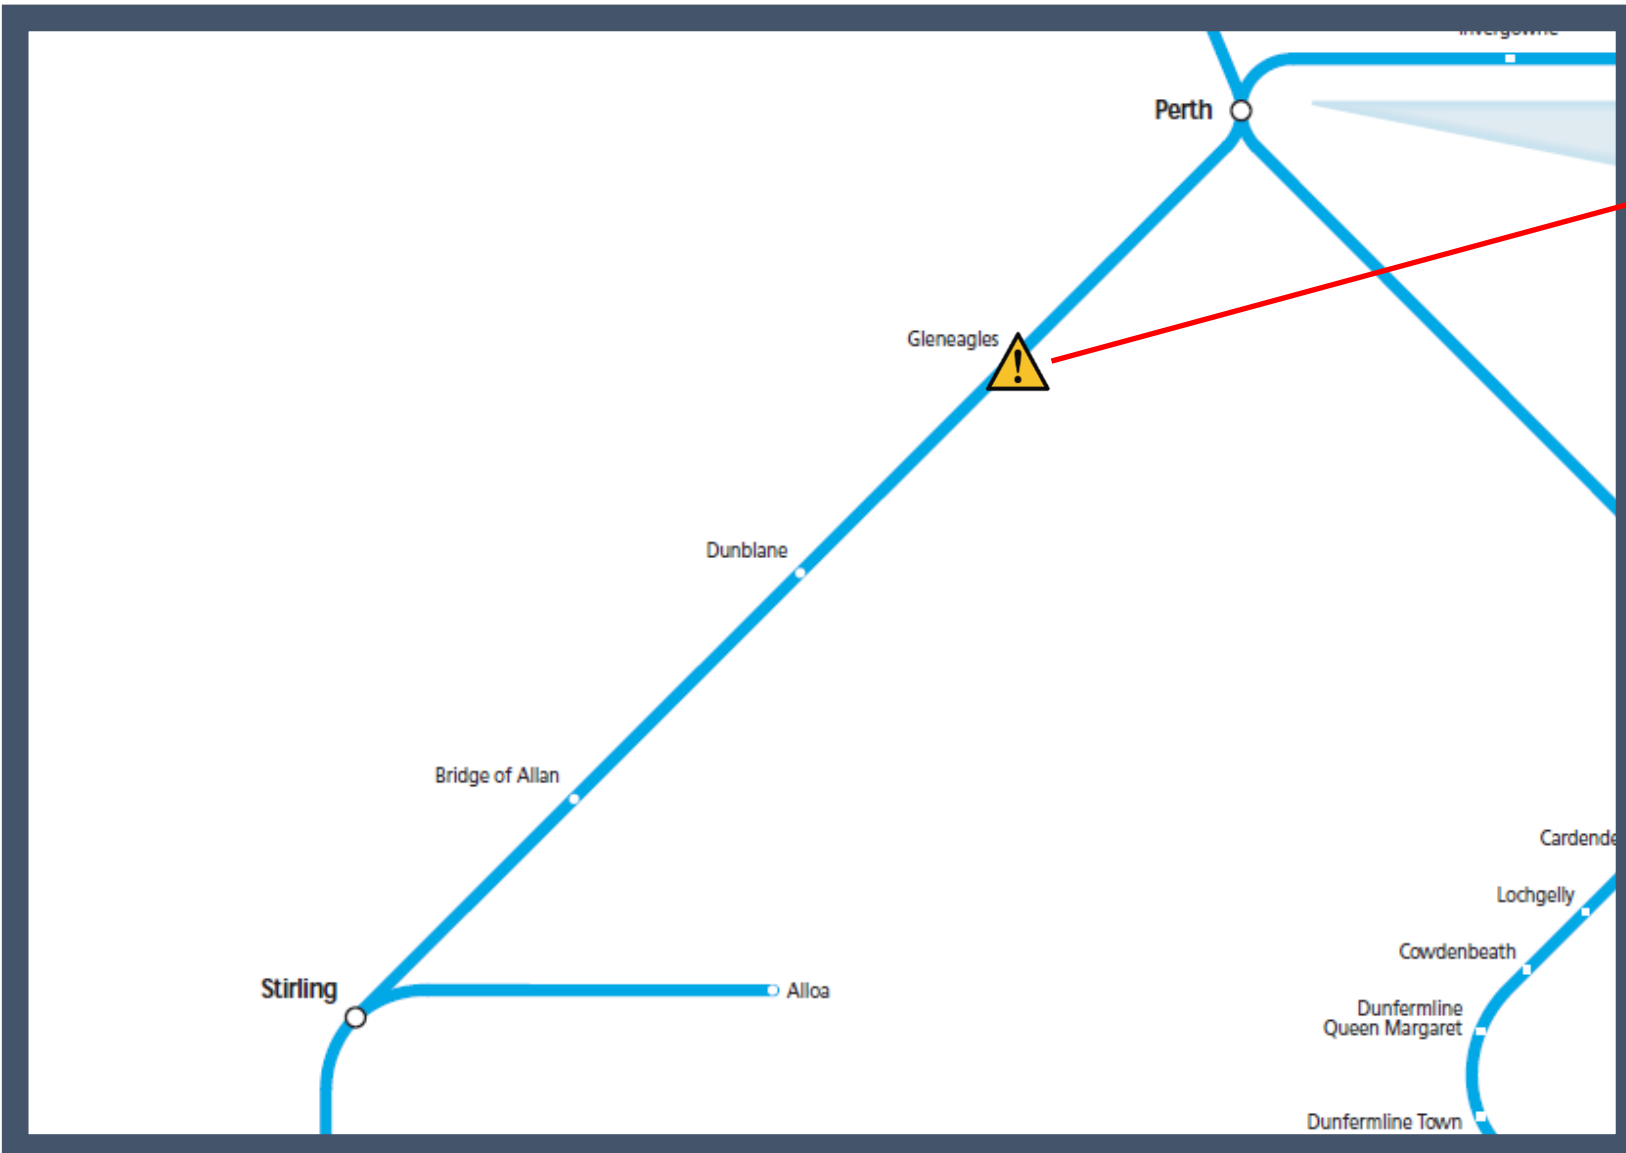 Perth
Gleneagles
Dunblane
Bridge of Allan
Stirling
Alloa
Lochgelly
Cowdenbeath
Dunfermline
Queen Margaret
Dunfermline Town